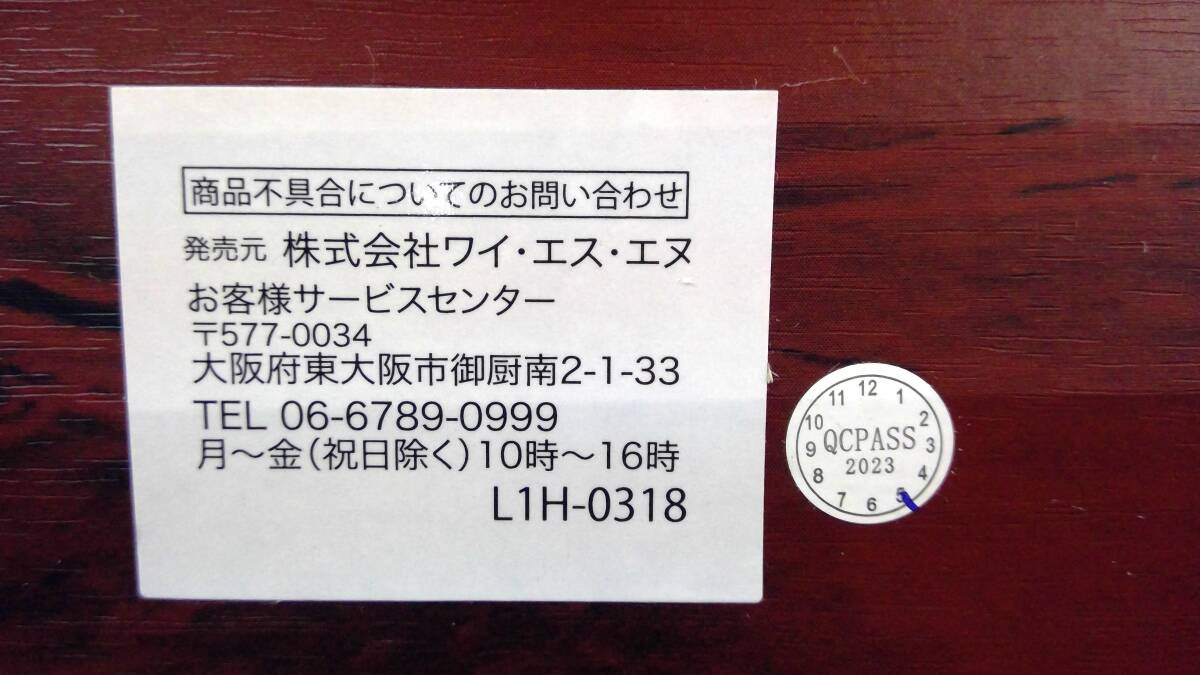 商品不具合についてのお問い合わせ
発売元 株式会社ワイ・エス・エヌ
お客様サービスセンター
〒577-0034
大阪府東大阪市御厨南2-1-33
TEL 06-6789-0999
月〜金(祝日除く)10時〜16時
L1H-0318
12
1
2
3
4
5
6
7
8
9
10
11
QCPASS
2023